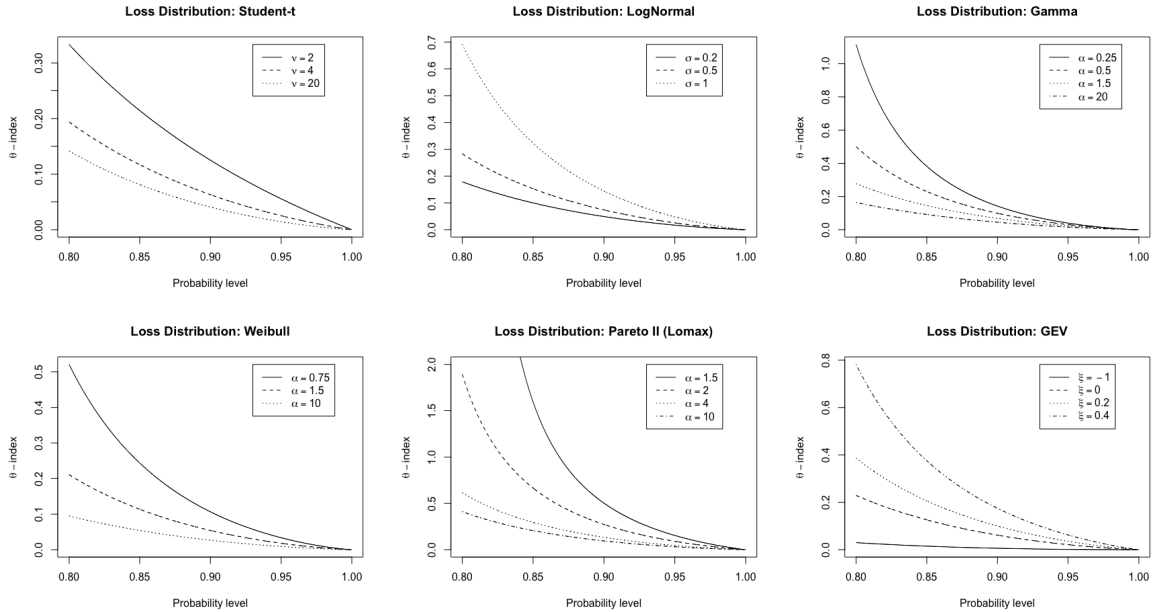 Loss Distribution: Student-t
θ − index
0.30
0.20
0.10
0.00
ν = 2
ν = 4
ν = 20
0.80 0.85 0.90 0.95 1.00
Probability level
Loss Distribution: LogNormal
θ − index
0.7
0.6
0.5
0.4
0.3
0.2
0.1
0.0
σ = 0.2
σ = 0.5
σ = 1
0.80 0.85 0.90 0.95 1.00
Probability level
Loss Distribution: Gamma
θ − index
1.0
0.8
0.6
0.4
0.2
0.0
α = 0.25
α = 0.5
α = 1.5
α = 20
0.80 0.85 0.90 0.95 1.00
Probability level
Loss Distribution: Weibull
θ − index
0.5
0.4
0.3
0.2
0.1
0.0
α = 0.75
α = 1.5
α = 10
0.80 0.85 0.90 0.95 1.00
Probability level
Loss Distribution: Pareto II (Lomax)
θ − index
2.0
1.5
1.0
0.5
0.0
α = 1.5
α = 2
α = 4
α = 10
0.80 0.85 0.90 0.95 1.00
Probability level
Loss Distribution: GEV
θ − index
0.8
0.6
0.4
0.2
0.0
ξ = −1
ξ = 0
ξ = 0.2
ξ = 0.4
0.80 0.85 0.90 0.95 1.00
Probability level